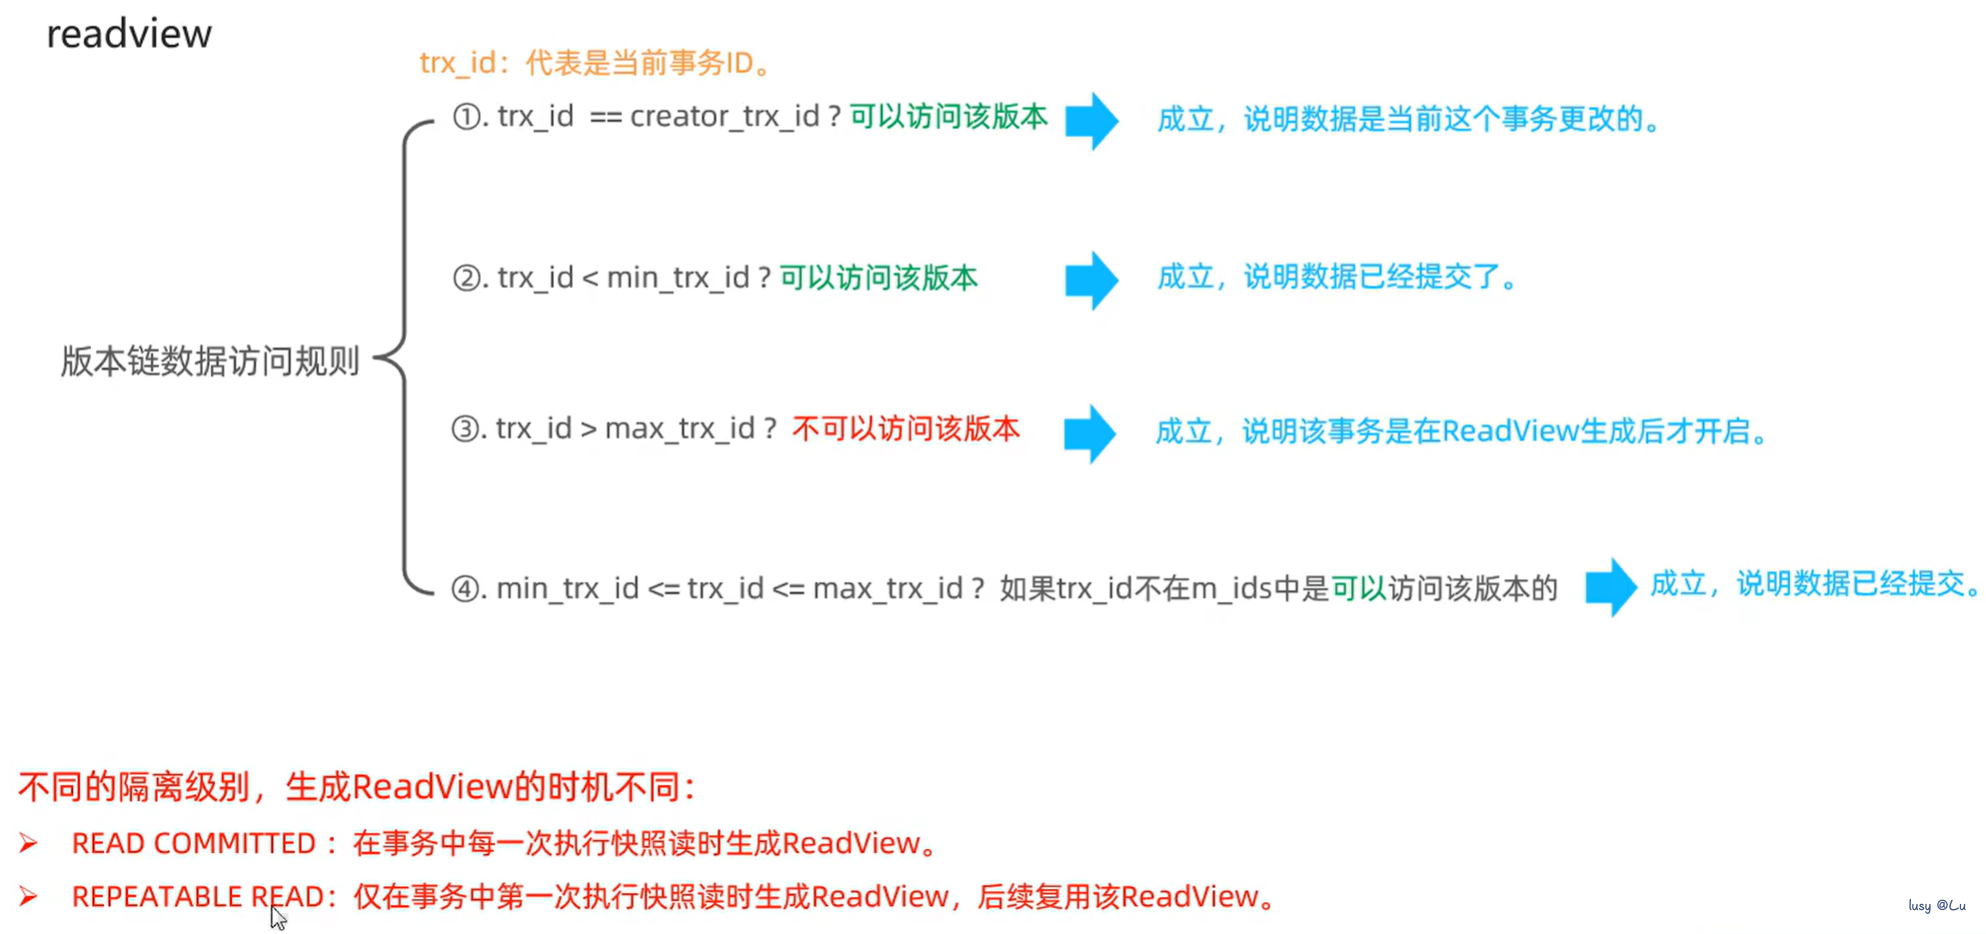 readview
trx_id：代表是当前事务ID。
①. trx_id == creator_trx_id ? 可以访问该版本
成立，说明数据是当前这个事务更改的。
②. trx_id < min_trx_id ? 可以访问该版本
成立，说明数据已经提交了。
版本链数据访问规则
③. trx_id > max_trx_id ? 不可以访问该版本
成立，说明该事务是在ReadView生成后才开启。
④. min_trx_id <= trx_id <= max_trx_id ? 如果trx_id不在m_ids中是可以访问该版本的
成立，说明数据已经提交。
不同的隔离级别，生成ReadView的时机不同：
➢ READ COMMITTED ：在事务中每一次执行快照读时生成ReadView。
➢ REPEATABLE READ：仅在事务中第一次执行快照读时生成ReadView，后续复用该ReadView。
lusy @Lu